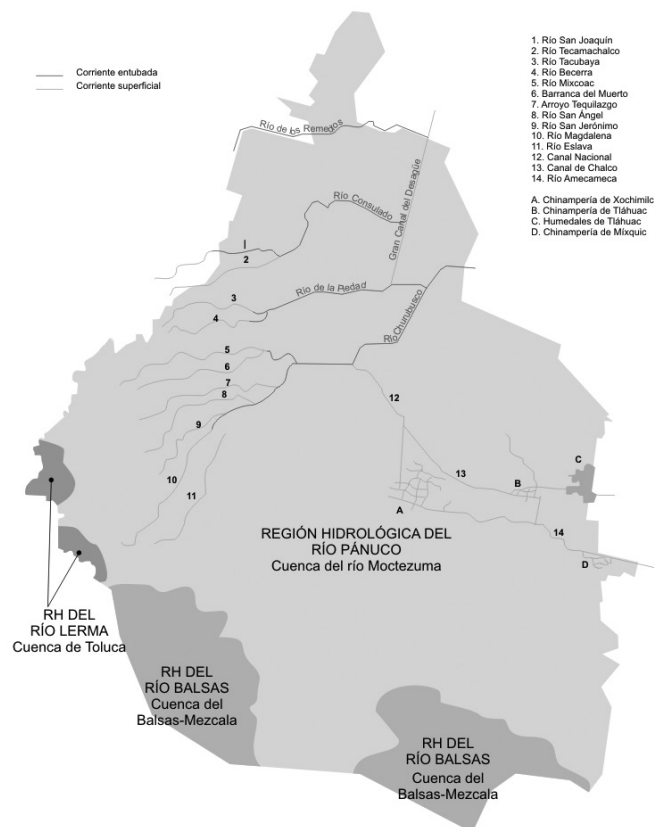 Corriente entubada
Corriente superficial
1. Río San Joaquín
2. Río Tecamachalco
3. Río Tacubaya
4. Río Becerra
5. Río Mixcoac
6. Barranca del Muerto
7. Arroyo Tequilazgo
8. Río San Ángel
9. Río San Jerónimo
10. Río Magdalena
11. Río Eslava
12. Canal Nacional
13. Canal de Chalco
14. Río Amecameca
A. Chinampería de Xochimilc
B. Chinampería de Tláhuac
C. Humedales de Tláhuac
D. Chinampería de Míxquic
Río de los Remedios
Gran Canal del Desagüe
Río Consulado
1
2
Río de la Piedad
3
4
Río Churubusco
5
6
7
8
9
10
11
12
13
A
B
C
14
D
REGIÓN HIDROLÓGICA DEL
RÍO PÁNUCO
Cuenca del río Moctezuma
RH DEL
RÍO LERMA
Cuenca de Toluca
RH DEL
RÍO BALSAS
Cuenca del
Balsas-Mezcala
RH DEL
RÍO BALSAS
Cuenca del
Balsas-Mezcala